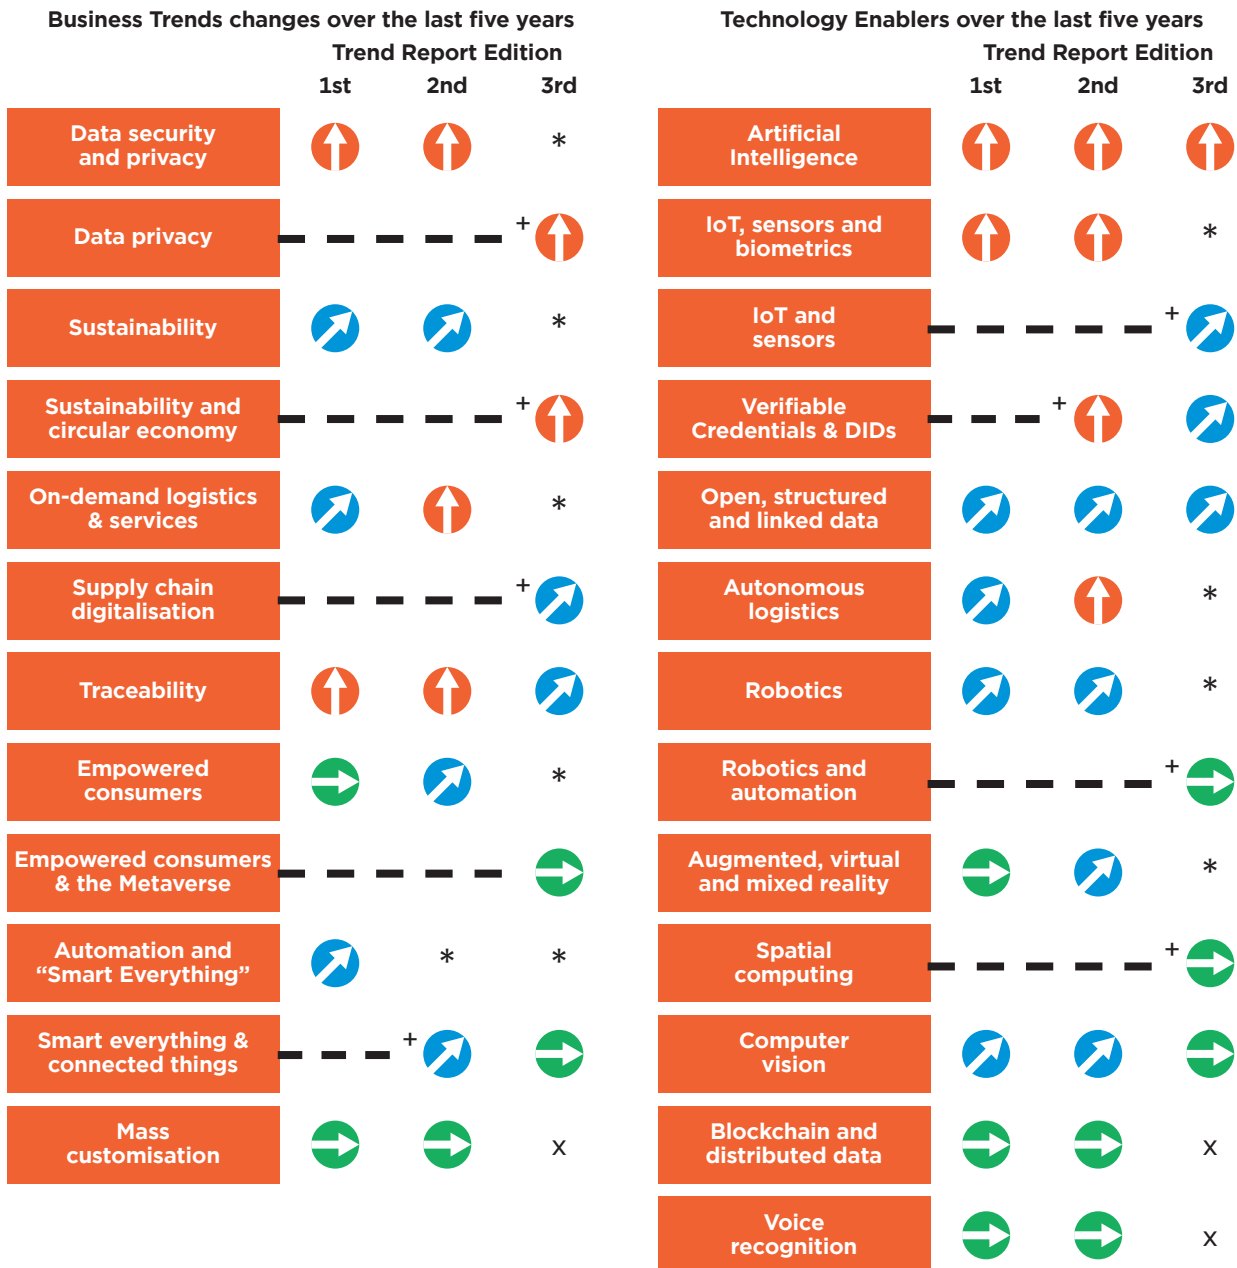 Business Trends changes over the last five years
Trend Report Edition
1st 2nd 3rd
Data security
and privacy
*
Data privacy
+
Sustainability
*
Sustainability and
circular economy
+
On-demand logistics
& services
*
Supply chain
digitalisation
+
Traceability
Empowered
consumers
*
Empowered consumers
& the Metaverse
Automation and
“Smart Everything”
* *
Smart everything &
connected things
+
Mass
customisation
x
Technology Enablers over the last five years
Trend Report Edition
1st 2nd 3rd
Artificial
Intelligence
IoT, sensors and
biometrics
*
IoT and
sensors
+
Verifiable
Credentials & DIDs
+
Open, structured
and linked data
Autonomous
logistics
*
Robotics
*
Robotics and
automation
+
Augmented, virtual
and mixed reality
*
Spatial
computing
+
Computer
vision
Blockchain and
distributed data
x
Voice
recognition
x